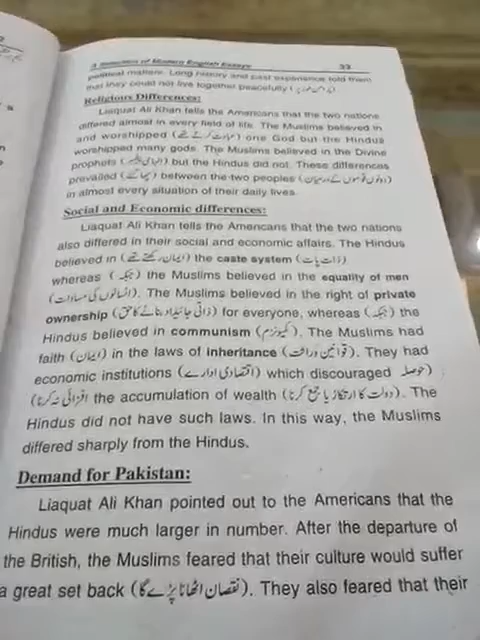 A Selection of Modern English Essays 33
political matters. Long history and past experience told them
that they could not live together peacefully
Religious Differences:
Liaquat Ali Khan tells the Americans that the two nations
differed almost in every field of life. The Muslims believed in
and worshipped (عبادت کرتے تھے) one God but the Hindus
worshipped many gods. The Muslims believed in the Divine
prophets (الہامی پیغمبر) but the Hindus did not. These differences
prevailed between the two peoples (دونوں قوموں کے درمیان)
in almost every situation of their daily lives.
Social and Economic differences:
Liaquat Ali Khan tells the Americans that the two nations
also differed in their social and economic affairs. The Hindus
believed in (ایمان رکھتے تھے) the caste system (ذات پات)
whereas (جبکہ) the Muslims believed in the equality of men
(انسانوں کی مساوات). The Muslims believed in the right of private
ownership (ذاتی جائیداد بنانے کا حق) for everyone, whereas (جبکہ) the
Hindus believed in communism (کمیونزم). The Muslims had
faith (ایمان) in the laws of inheritance (قوانین وراثت). They had
economic institutions (اقتصادی ادارے) which discouraged (حوصلہ
افزائی نہ کرنا) the accumulation of wealth (دولت کا ارتکاز یا جمع کرنا). The
Hindus did not have such laws. In this way, the Muslims
differed sharply from the Hindus.
Demand for Pakistan:
Liaquat Ali Khan pointed out to the Americans that the
Hindus were much larger in number. After the departure of
the British, the Muslims feared that their culture would suffer
a great set back (نقصان اٹھانا پڑے گا). They also feared that their